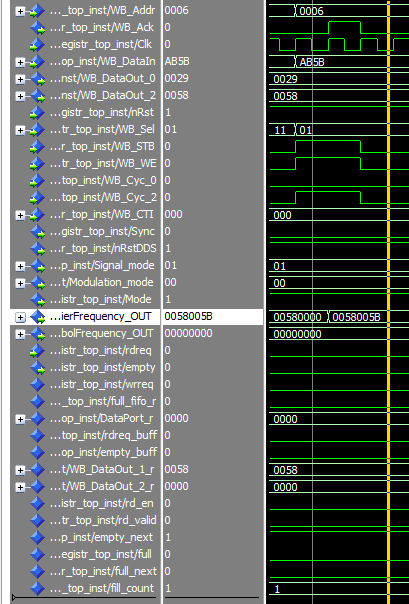 ..._top_inst/WB_Addr 0006 0006
...r_top_inst/WB_Ack 0
...egistr_top_inst/Clk 0
...op_inst/WB_DataIn AB5B AB5B
...nst/WB_DataOut_0 0029 0029
...nst/WB_DataOut_2 0058 0058
...gistr_top_inst/nRst 1
...tr_top_inst/WB_Sel 01 11 01
...r_top_inst/WB_STB 0
...tr_top_inst/WB_WE 0
...top_inst/WB_Cyc_0 0
...top_inst/WB_Cyc_2 0
...r_top_inst/WB_CTI 000 000
...gistr_top_inst/Sync 0
...r_top_inst/nRstDDS 1
...p_inst/Signal_mode 01 01
...t/Modulation_mode 00 00
...istr_top_inst/Mode 1
...ierFrequency_OUT 0058005B 00580000 0058005B
...bolFrequency_OUT 00000000 00000000
...istr_top_inst/rdreq 0
...istr_top_inst/empty 0
...istr_top_inst/wrreq 0
..._top_inst/full_fifo_r 0
...op_inst/DataPort_r 0000 0000
...top_inst/rdreq_buff 0
...op_inst/empty_buff 0
...t/WB_DataOut_1_r 0058 0058
...t/WB_DataOut_2_r 0000 0000
...istr_top_inst/rd_en 0
...tr_top_inst/rd_valid 0
...p_inst/empty_next 1
...egistr_top_inst/full 0
...r_top_inst/full_next 0
..._top_inst/fill_count 1 1